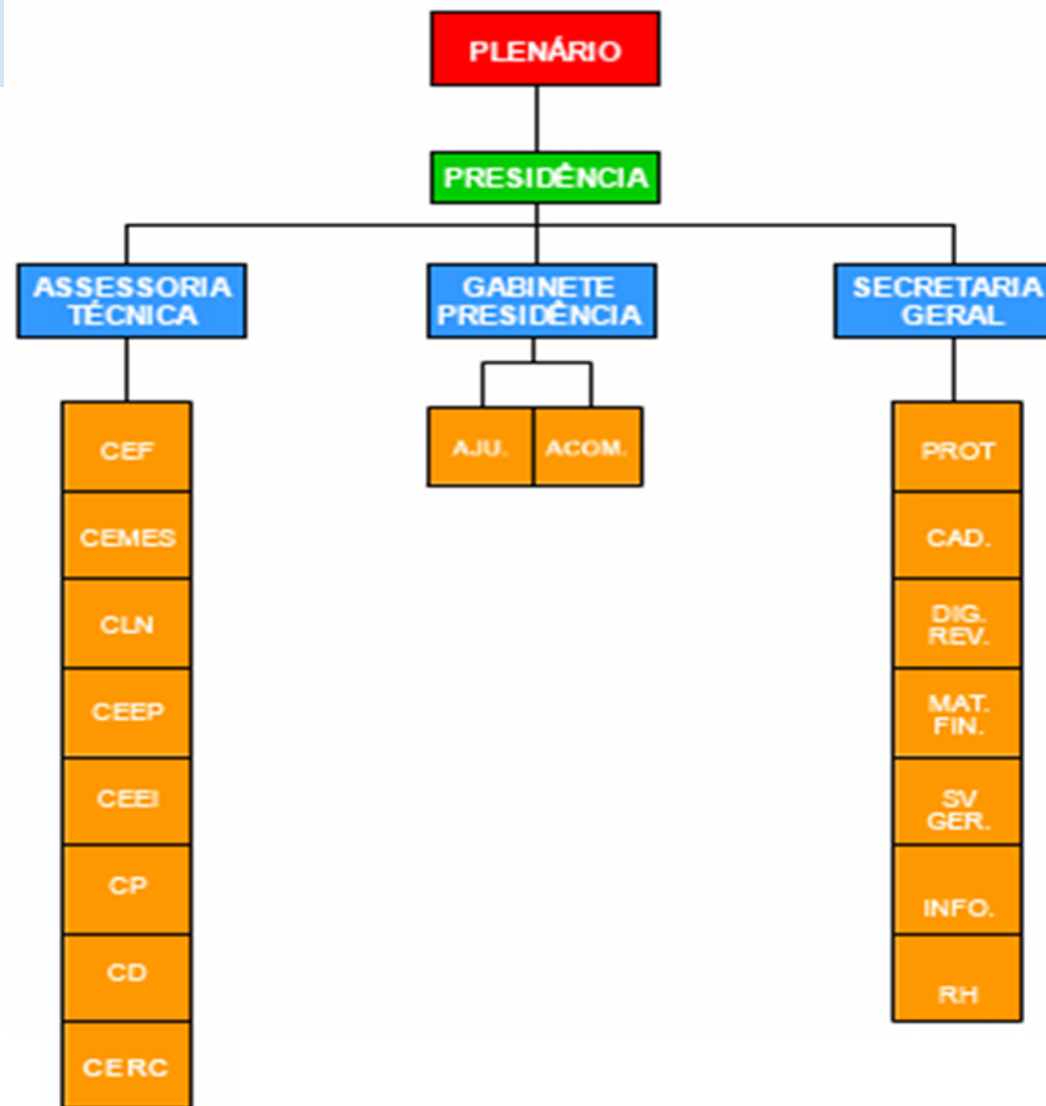 PLENÁRIO
PRESIDÊNCIA
ASSESSORIA
TÉCNICA
GABINETE
PRESIDÊNCIA
SECRETARIA
GERAL
CEF
CEMES
CLN
CEEP
CEEI
CP
CD
CERC
AJU.
ACOM.
PROT
CAD.
DIG.
REV.
MAT.
FIN.
SV
GER.
INFO.
RH